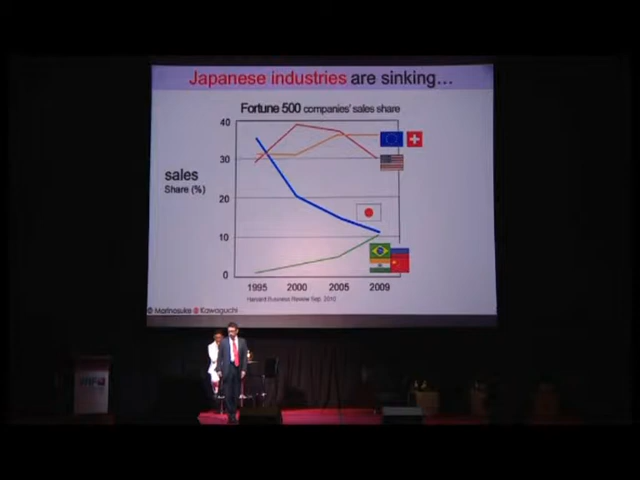 Japanese industries are sinking…
Fortune 500 companies' sales share
40
30
sales
Share (%)
20
10
0
1995 2000 2005 2009
Harvard Business Review Sep, 2010
© Marinosuke Kawaguchi